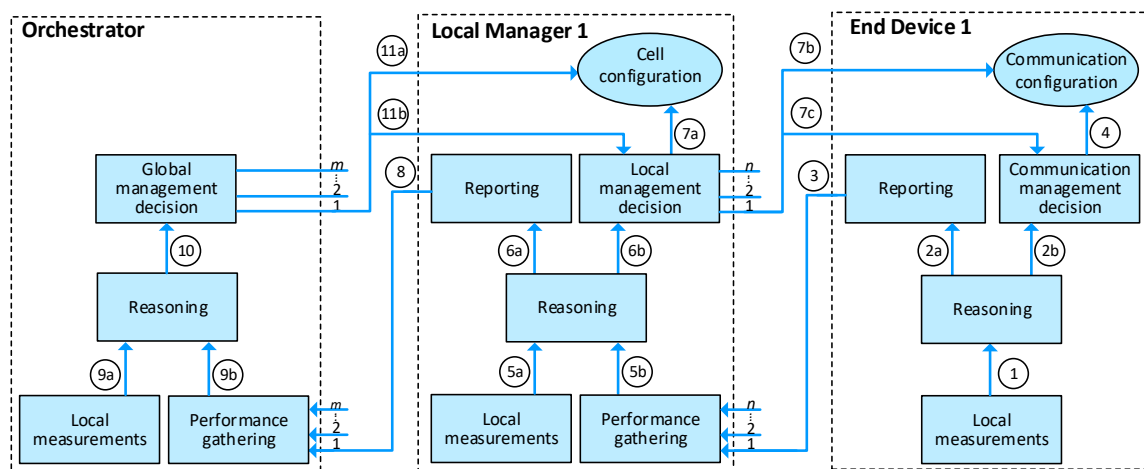 Orchestrator
Local Manager 1
End Device 1
11a
Cell
configuration
7b
Communication
configuration
11b
7a
7c
4
Global
management
decision
m
2
1
8
Reporting
Local
management
decision
n
2
1
3
Reporting
Communication
management
decision
10
6a
6b
2a
2b
Reasoning
Reasoning
Reasoning
9a
9b
5a
5b
1
Local
measurements
Performance
gathering
m
2
1
Local
measurements
Performance
gathering
n
2
1
Local
measurements